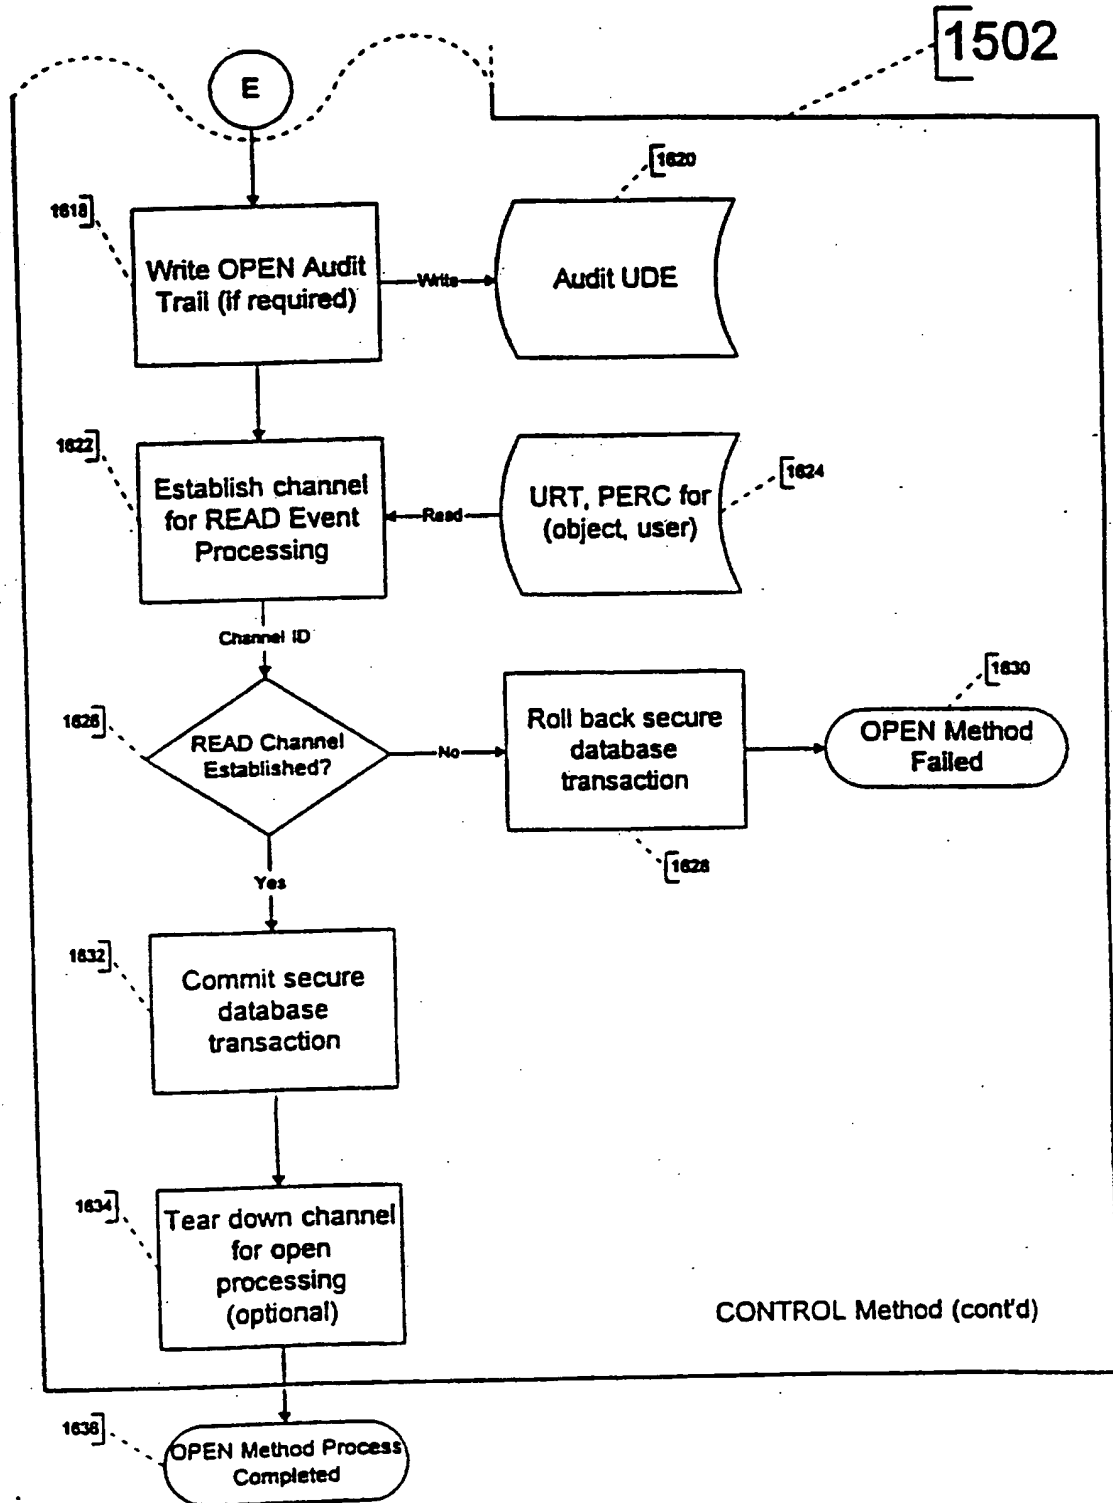 1502
E
1618
Write OPEN Audit
Trail (if required)
Write
1620
Audit UDE
1622
Establish channel
for READ Event
Processing
Read
1624
URT, PERC for
(object, user)
Channel ID
1626
READ Channel
Established?
No
Roll back secure
database
transaction
1628
1630
OPEN Method
Failed
Yes
1632
Commit secure
database
transaction
1634
Tear down channel
for open
processing
(optional)
CONTROL Method (cont'd)
1636
OPEN Method Process
Completed